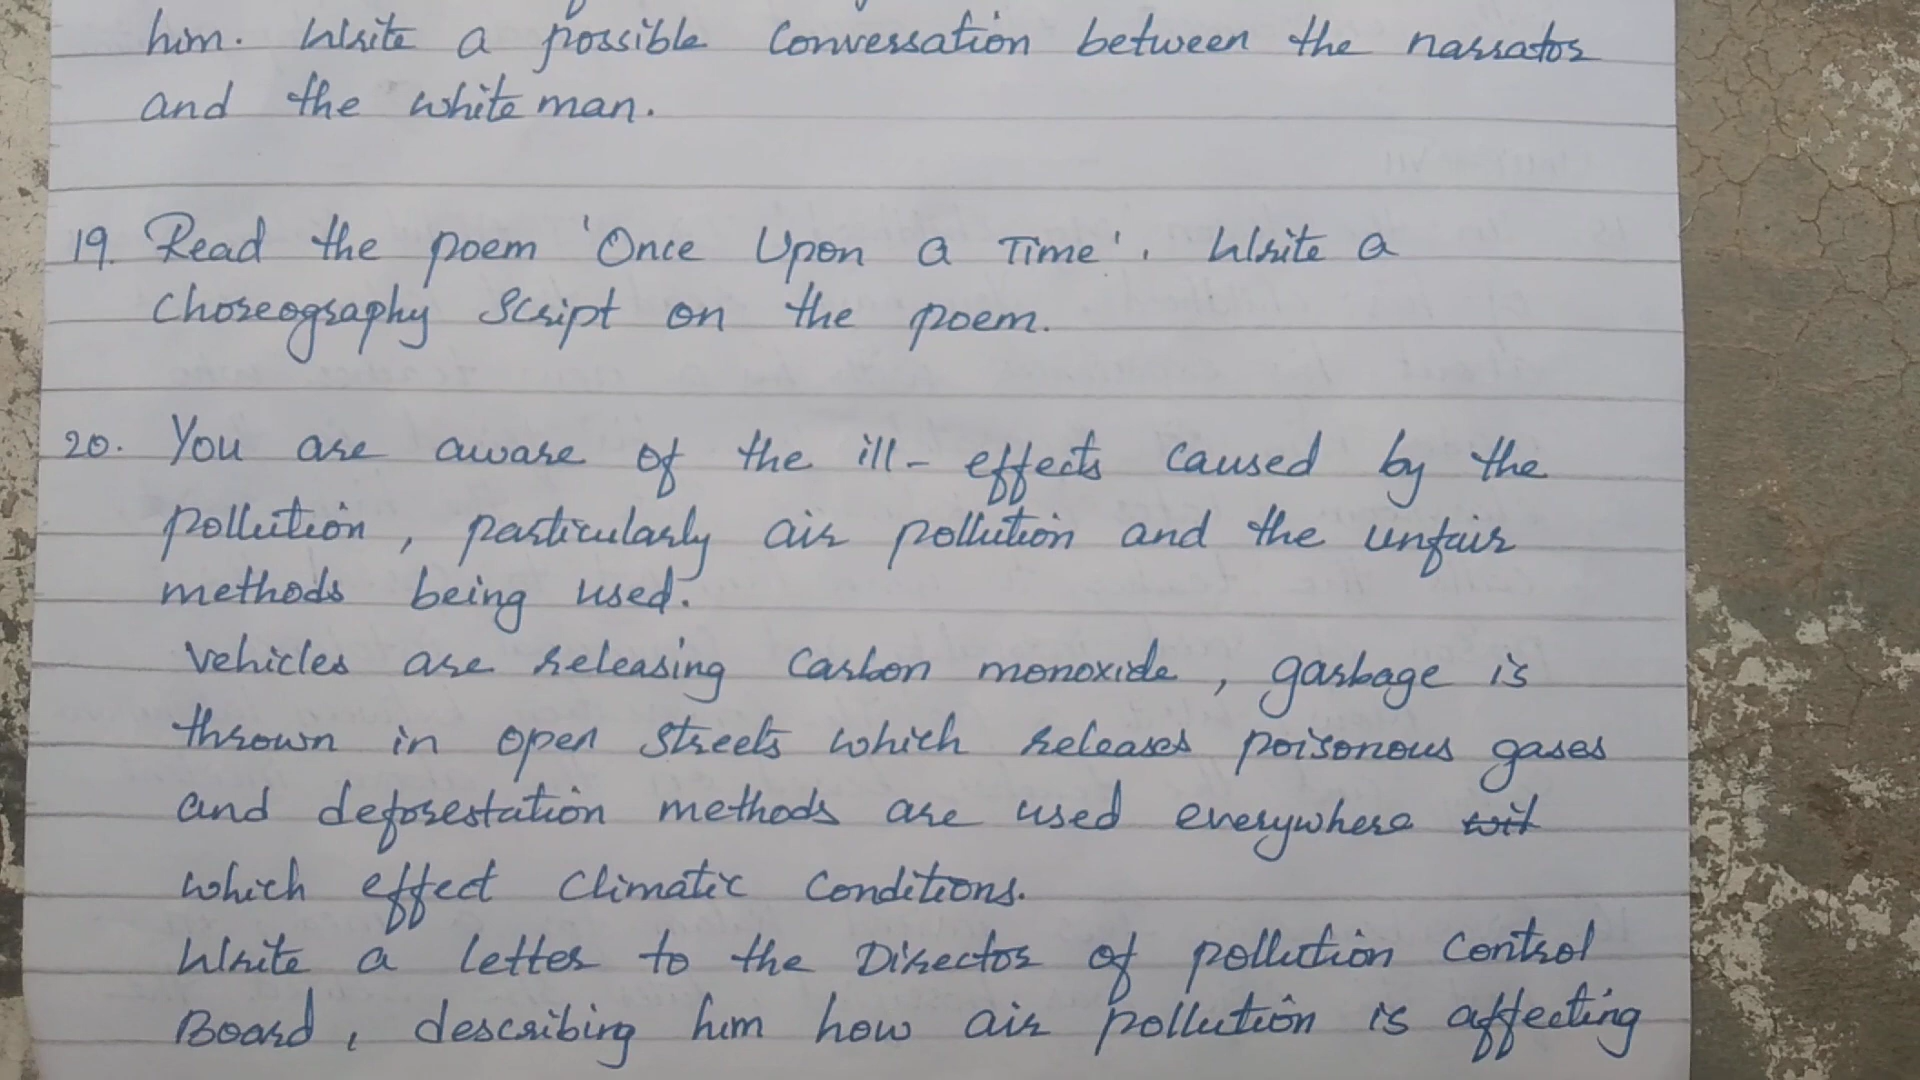 him. Write a possible conversation between the narrator
and the white man.
19. Read the poem 'Once Upon a Time'. Write a
choreography script on the poem.
20. You are aware of the ill-effects caused by the
pollution, particularly air pollution and the unfair
methods being used.
Vehicles are releasing carbon monoxide, garbage is
thrown in open streets which releases poisonous gases
and deforestation methods are used everywhere
which effect climatic conditions.
Write a letter to the Director of pollution control
Board, describing him how air pollution is affecting